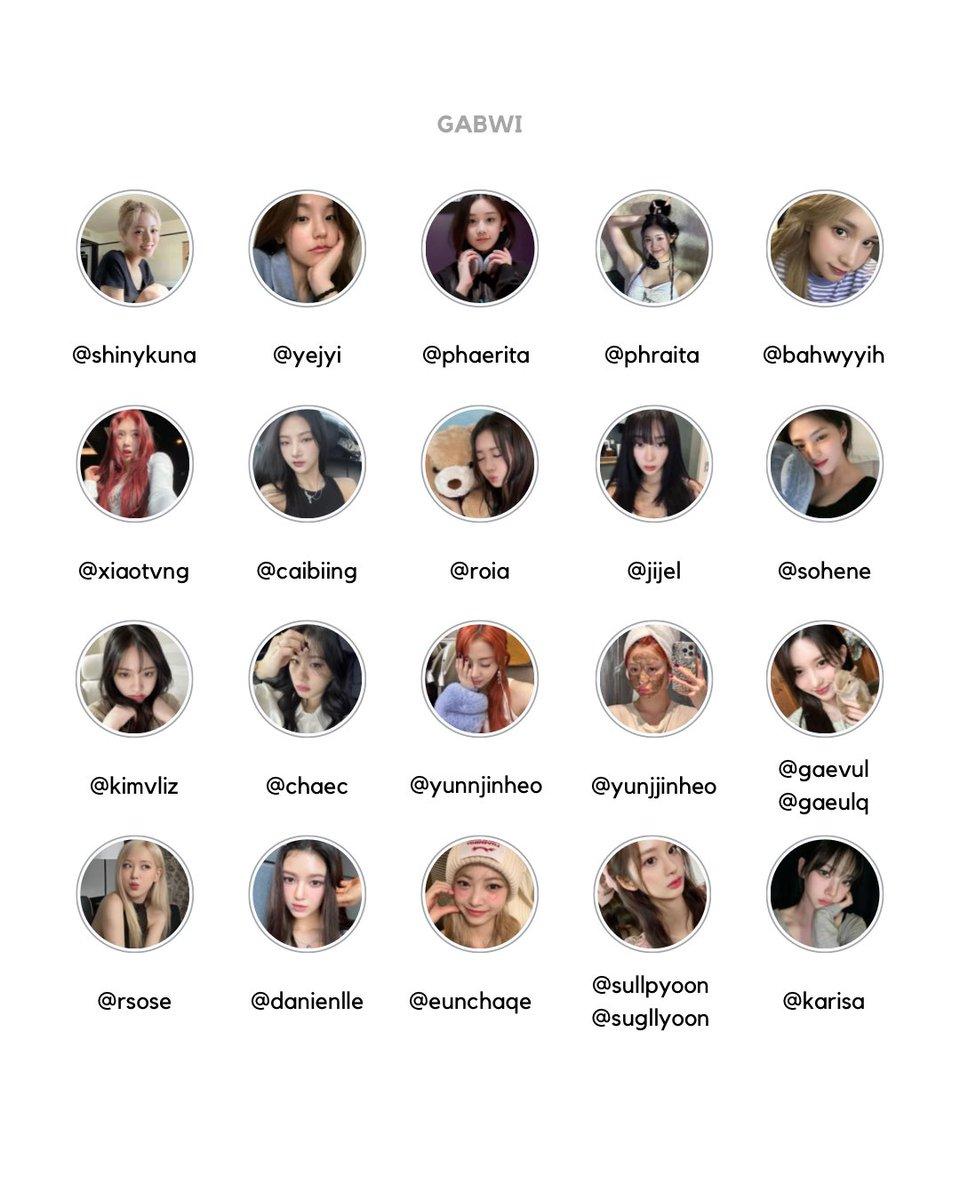 GABWI
@shinykuna @yejyi @phaerita @phraita @bahwyyih
@xiaotvng @caibiing @roia @jijel @sohene
@kimvliz @chaec @yunnjinheo @yunjjinheo @gaevul
@gaeulq
@rsose @danienlle @eunchaqe @sullpyoon
@sugllyoon @karisa